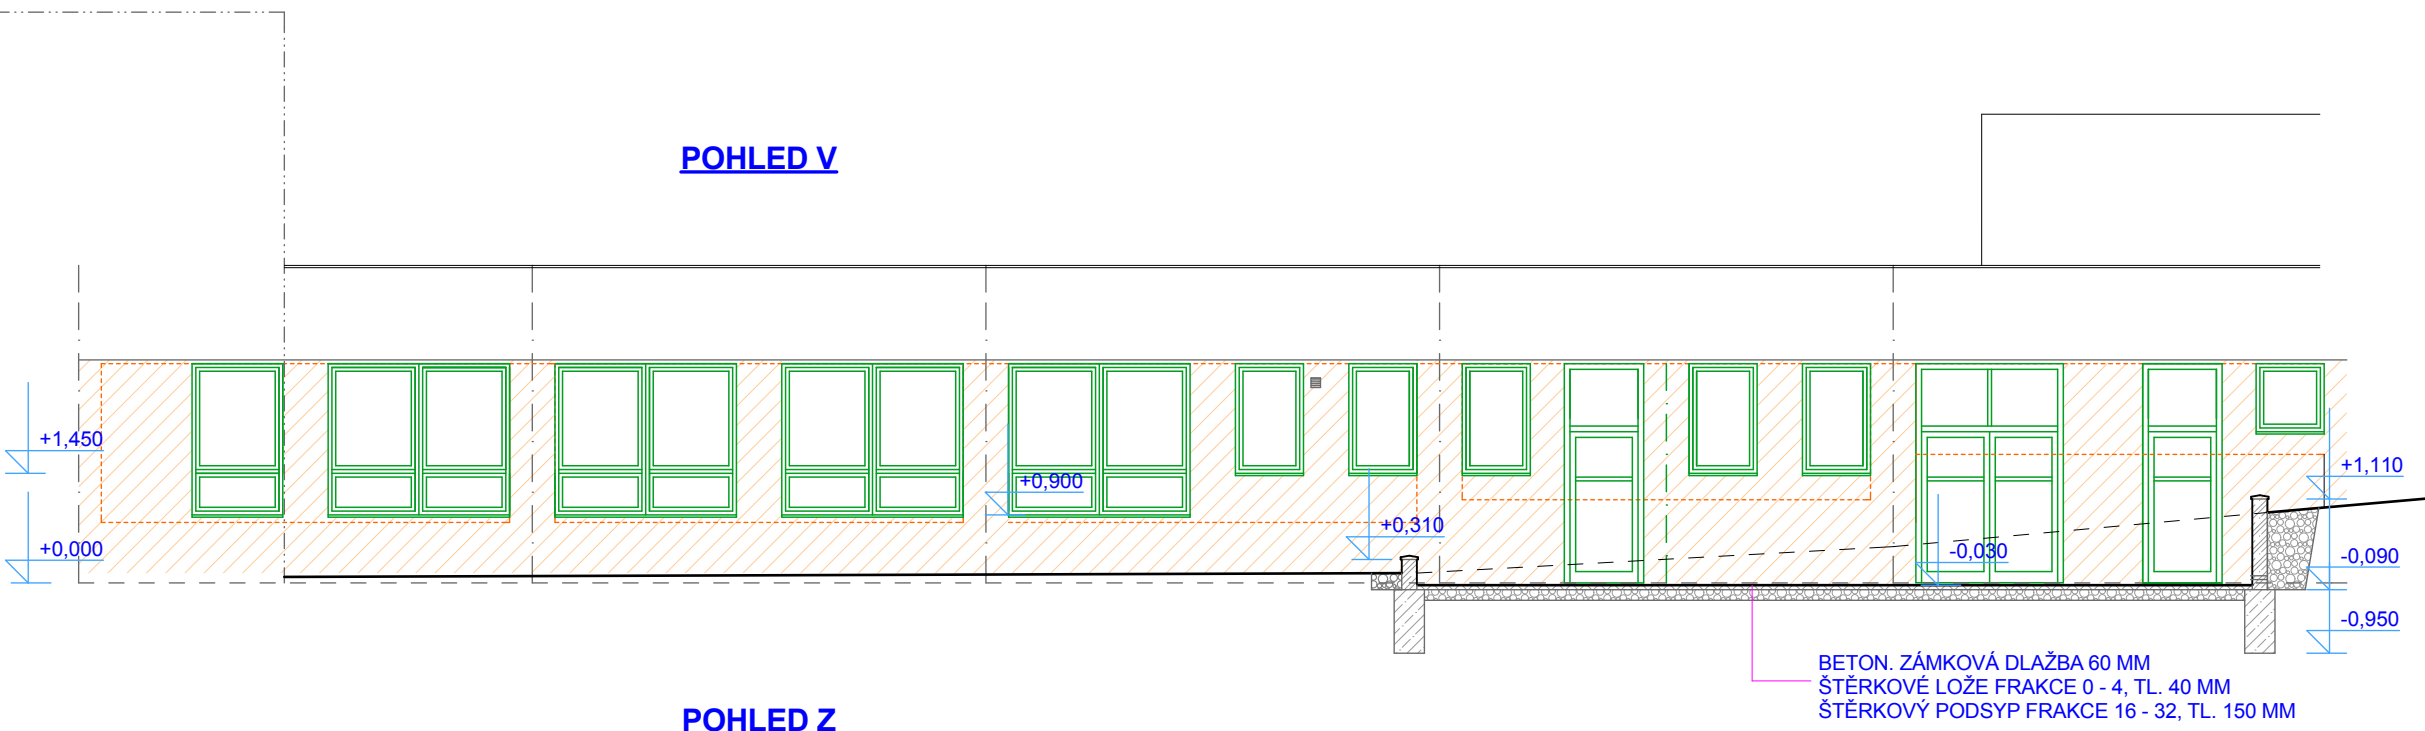 POHLED V
+1,450
+0,000
+0,900
+0,310
-0,030
+1,110
-0,090
-0,950
BETON. ZÁMKOVÁ DLAŽBA 60 MM
ŠTĚRKOVÉ LOŽE FRAKCE 0 - 4, TL. 40 MM
ŠTĚRKOVÝ PODSYP FRAKCE 16 - 32, TL. 150 MM
POHLED Z